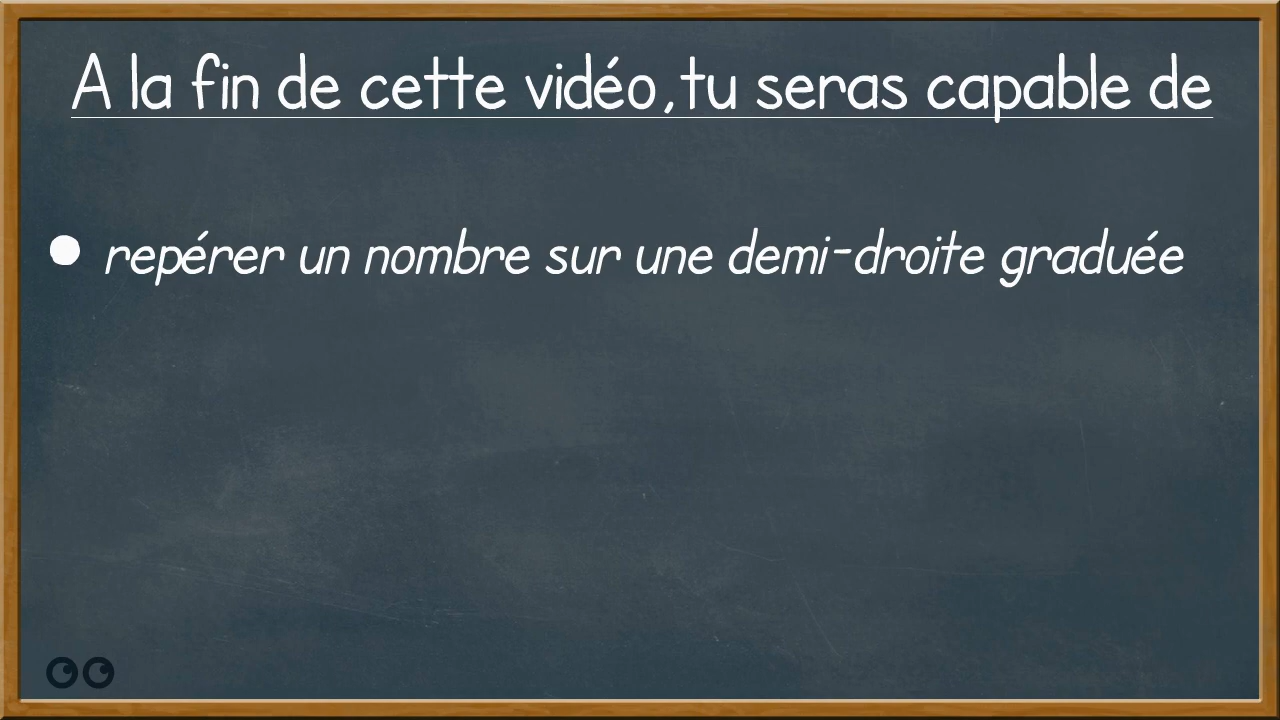 A la fin de cette vidéo, tu seras capable de
repérer un nombre sur une demi-droite graduée